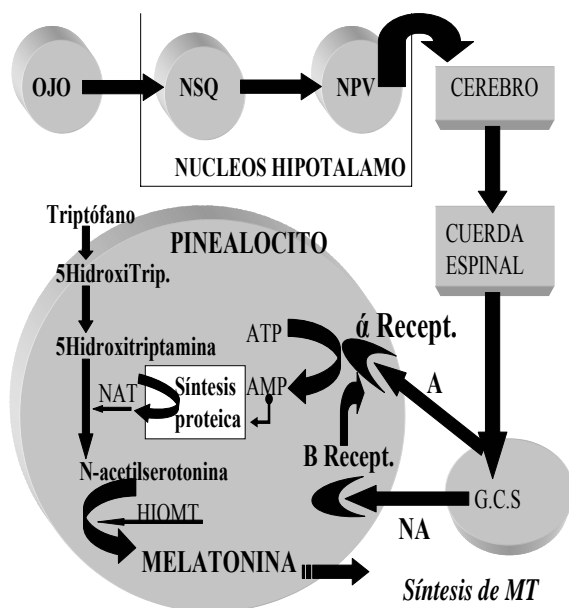 OJO
NSQ
NPV
NUCLEOS HIPOTALAMO
CEREBRO
CUERDA
ESPINAL
G.C.S
A
NA
PINEALOCITO
Triptófano
5HidroxiTrip.
5Hidroxitriptamina
NAT
Síntesis
proteica
ATP
AMP
ά Recept.
B Recept.
N-acetilserotonina
HIOMT
MELATONINA
Síntesis de MT